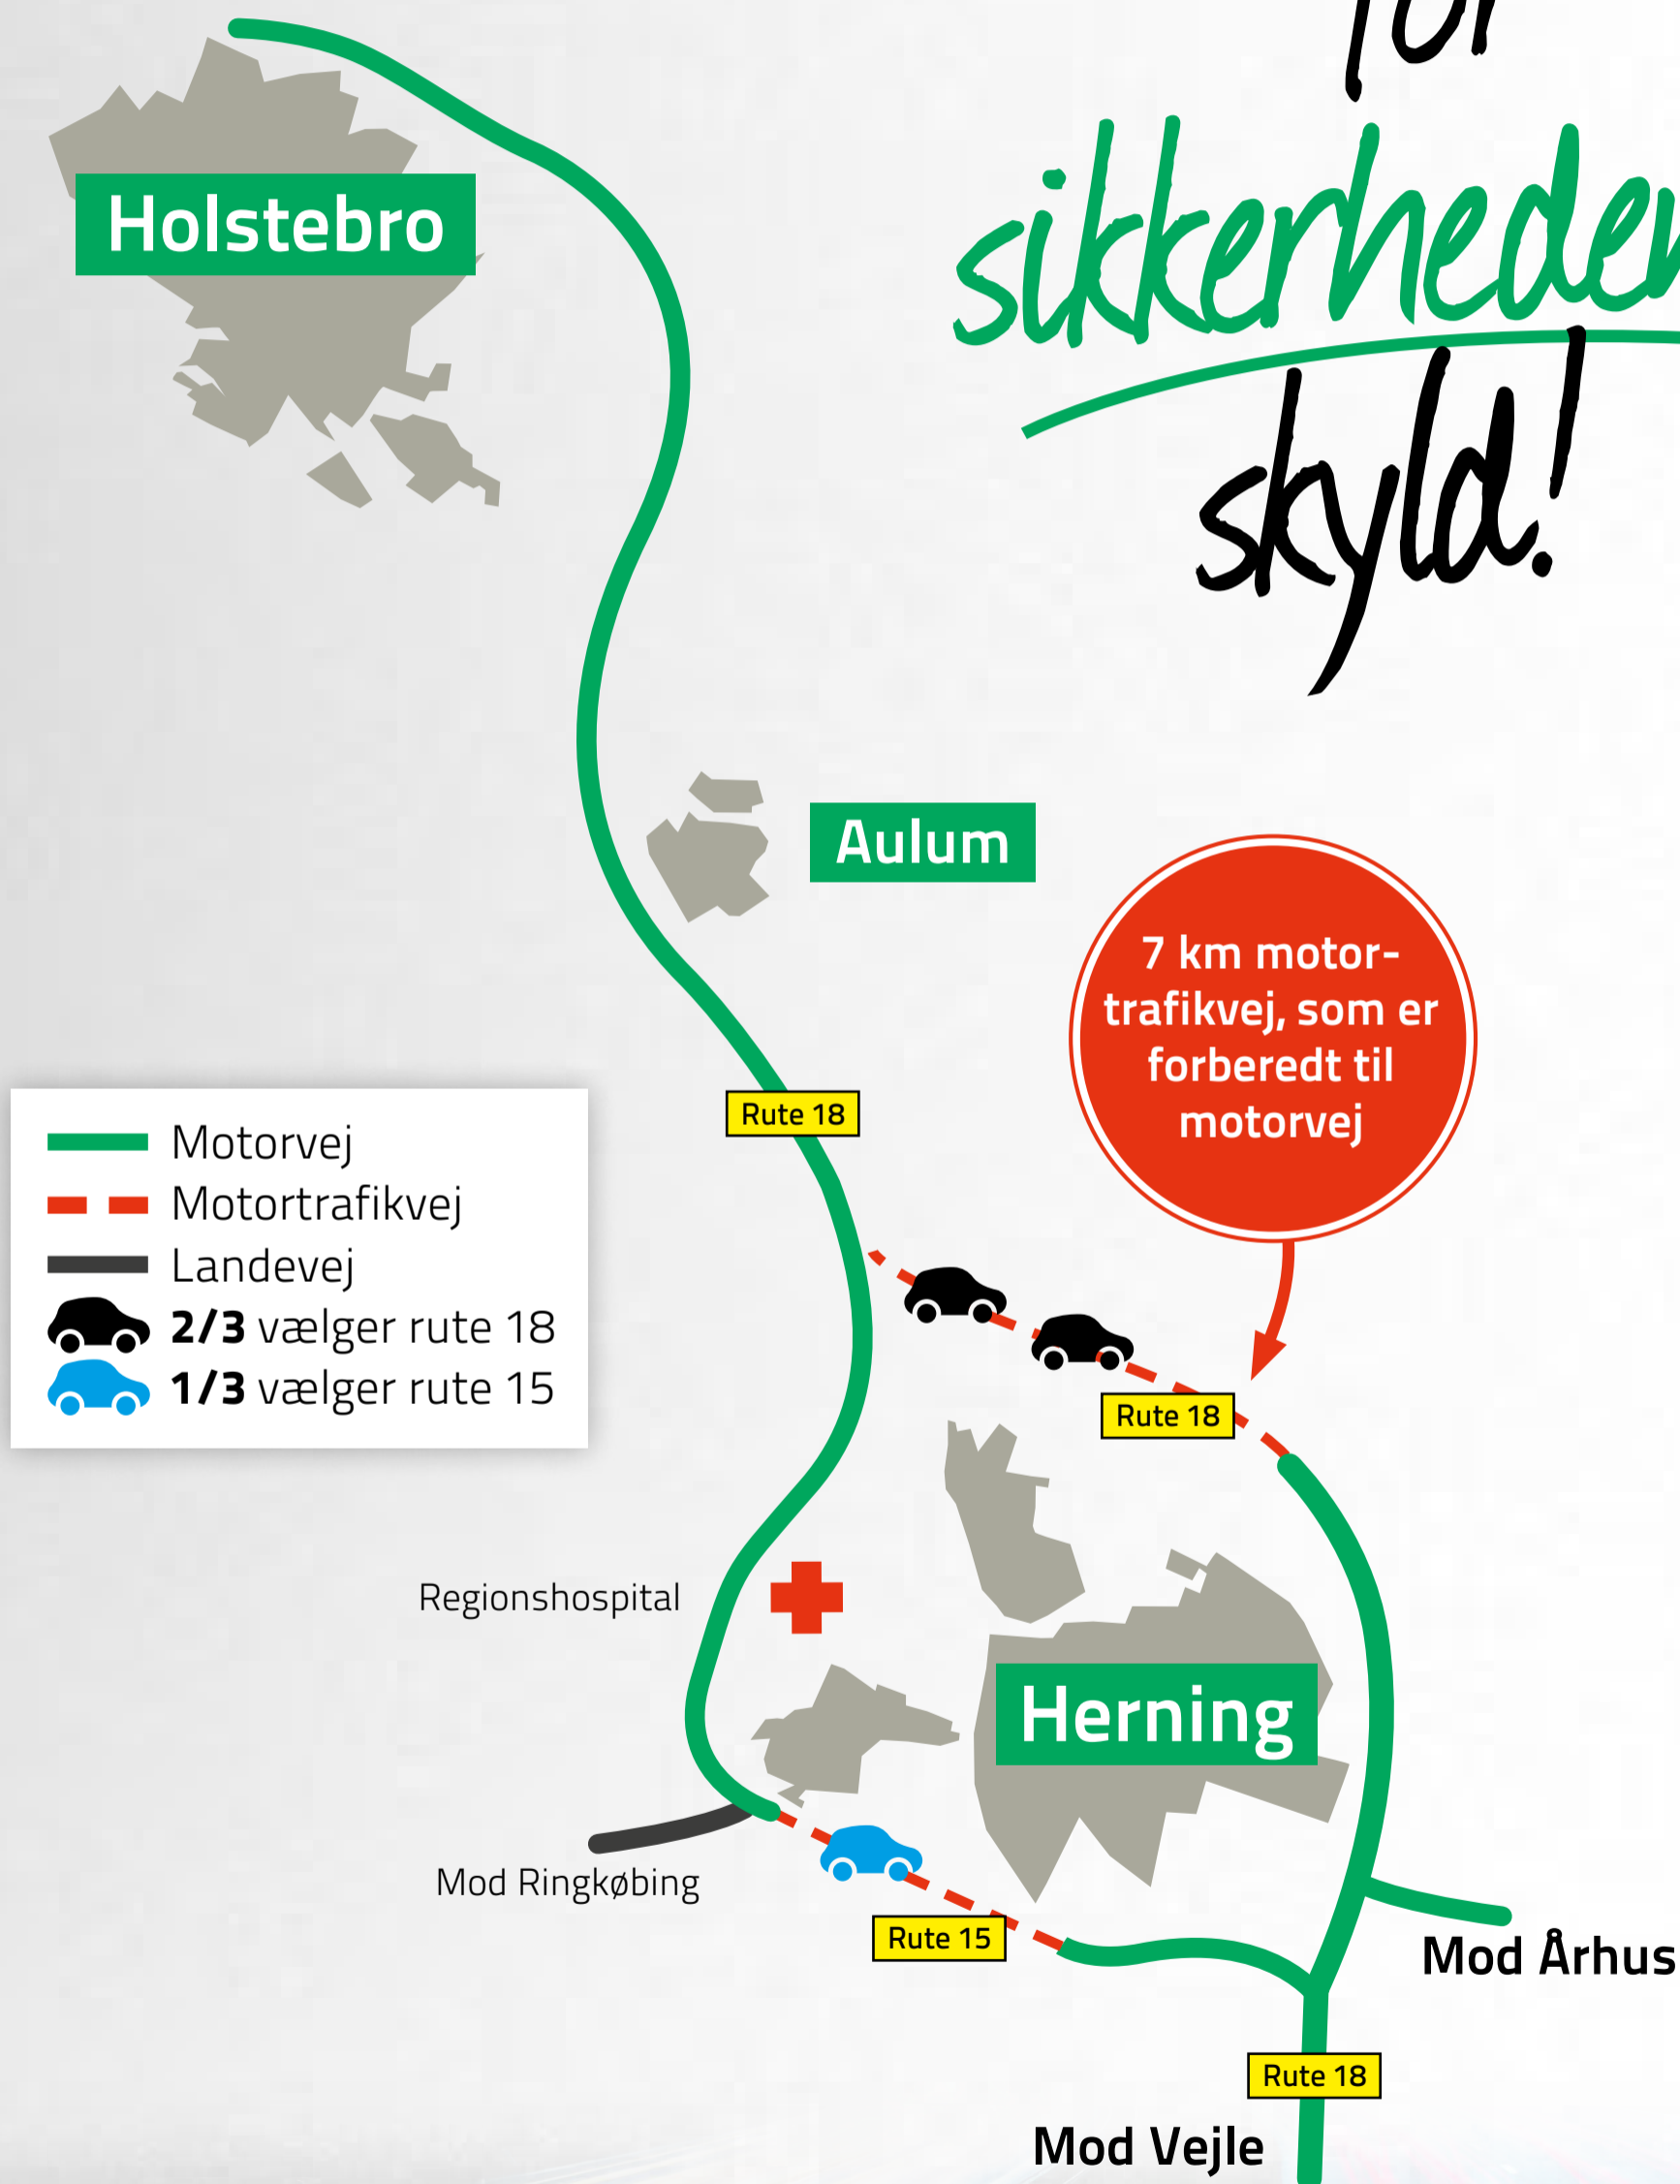 for
sikkerheden
skyld!
Holstebro
Aulum
7 km motor-
trafikvej, som er
forberedt til
motorvej
Rute 18
Motorvej
Motortrafikvej
Landevej
2/3 vælger rute 18
1/3 vælger rute 15
Rute 18
Regionshospital
Herning
Mod Ringkøbing
Rute 15
Mod Århus
Rute 18
Mod Vejle